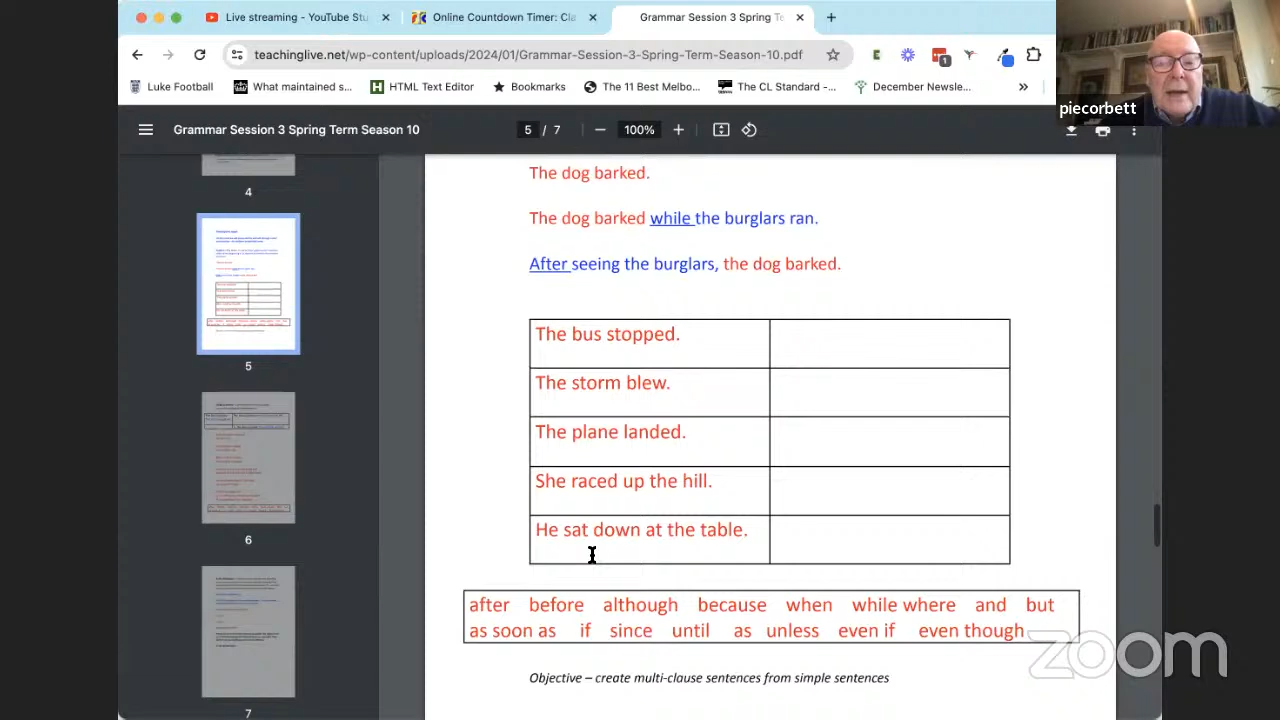 Live streaming - YouTube Stu
Online Countdown Timer: Cla
Grammar Session 3 Spring Te
teachinglive.net/wp-content/uploads/2024/01/Grammar-Session-3-Spring-Term-Season-10.pdf
Luke Football
What maintained s...
HTML Text Editor
Bookmarks
The 11 Best Melbo...
The CL Standard -...
December Newsle...
piecorbett
Grammar Session 3 Spring Term Season 10
5 / 7
100%
4
5
6
7
The dog barked.
The dog barked while the burglars ran.
After seeing the burglars, the dog barked.
The bus stopped.
The storm blew.
The plane landed.
She raced up the hill.
He sat down at the table.
after before although because when while where and but
as soon as if since until as unless even if even though
Objective – create multi-clause sentences from simple sentences
zoom